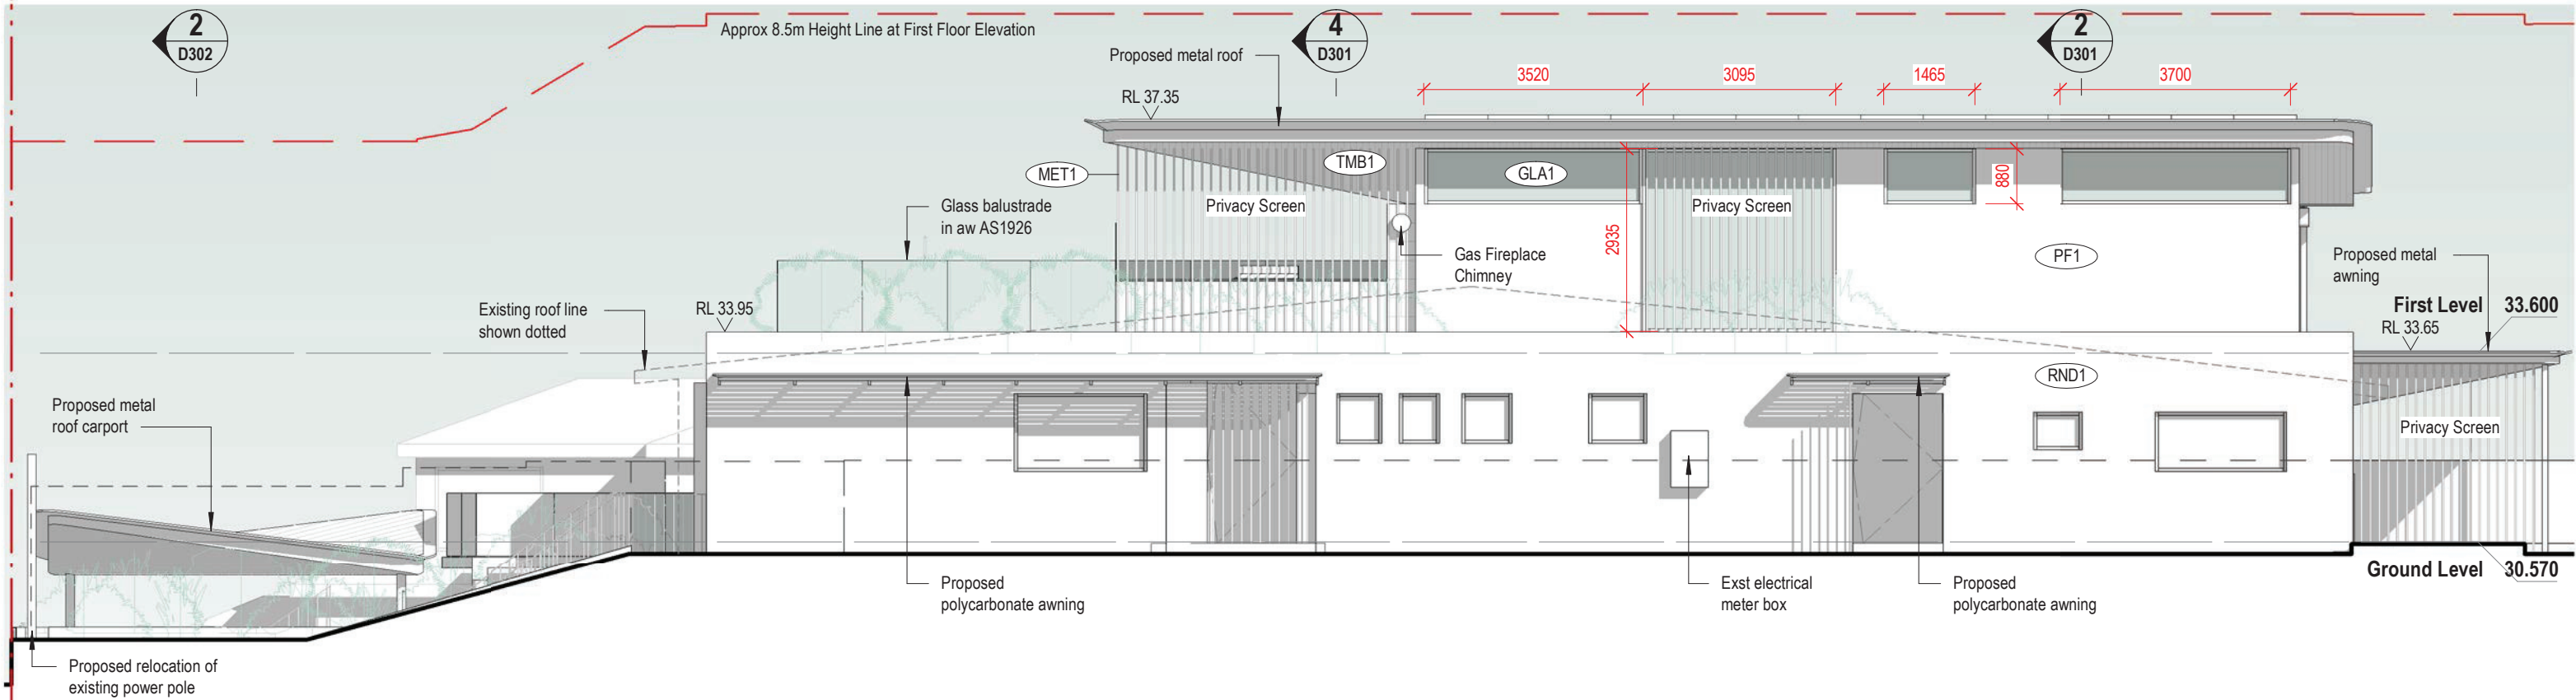 2
D302
Approx 8.5m Height Line at First Floor Elevation
4
D301
2
D301
Proposed metal roof
3520
3095
1465
3700
RL 37.35
MET1
TMB1
GLA1
880
Glass balustrade
in aw AS1926
Privacy Screen
Privacy Screen
2935
Gas Fireplace
Chimney
PF1
Proposed metal
awning
First Level 33.600
RL 33.65
Existing roof line
shown dotted
RL 33.95
RND1
Proposed metal
roof carport
Privacy Screen
Ground Level 30.570
Proposed
polycarbonate awning
Exst electrical
meter box
Proposed
polycarbonate awning
Proposed relocation of
existing power pole